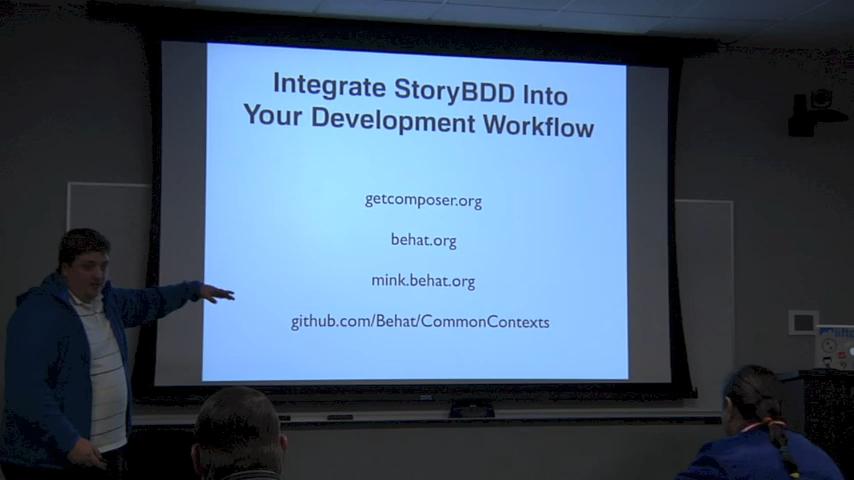 Integrate StoryBDD Into
Your Development Workflow
getcomposer.org
behat.org
mink.behat.org
github.com/Behat/CommonContexts